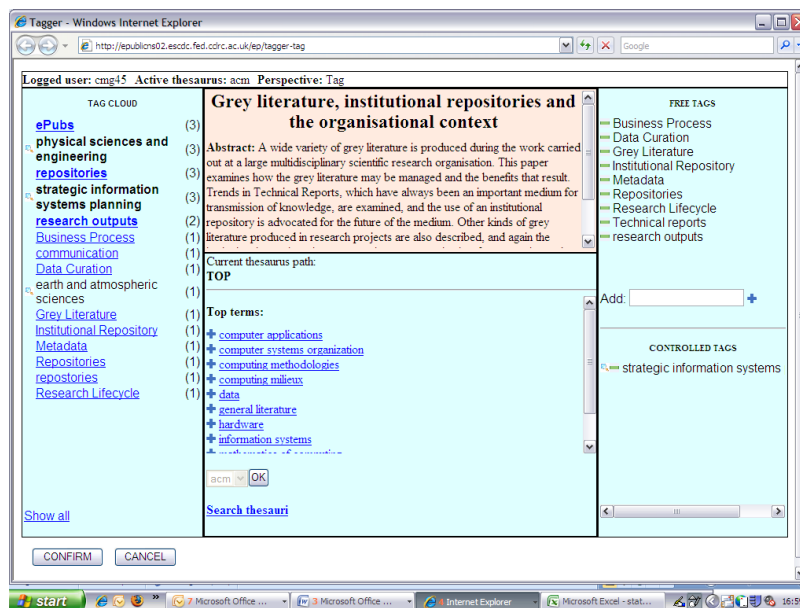 Tagger - Windows Internet Explorer
http://epublicns02.escdc.fed.cclrc.ac.uk/ep/tagger-tag
Google
Logged user: cmg45 Active thesaurus: acm Perspective: Tag
TAG CLOUD
ePubs (3)
physical sciences and
engineering (3)
repositories (3)
strategic information
systems planning (3)
research outputs (2)
Business Process (1)
communication (1)
Data Curation (1)
earth and atmospheric
sciences (1)
Grey Literature (1)
Institutional Repository (1)
Metadata (1)
Repositories (1)
repostories (1)
Research Lifecycle (1)
Show all
Grey literature, institutional repositories and
the organisational context
Abstract: A wide variety of grey literature is produced during the work carried
out at a large multidisciplinary scientific research organisation. This paper
examines how the grey literature may be managed and the benefits that result.
Trends in Technical Reports, which have always been an important medium for
transmission of knowledge, are examined, and the use of an institutional
repository is advocated for the future of the medium. Other kinds of grey
literature produced in research projects are also described, and again the
Current thesaurus path:
TOP
Top terms:
computer applications
computer systems organization
computing methodologies
computing milieux
data
general literature
hardware
information systems
mathematics of computing
acm OK
Search thesauri
FREE TAGS
Business Process
Data Curation
Grey Literature
Institutional Repository
Metadata
Repositories
Research Lifecycle
Technical reports
research outputs
Add:
CONTROLLED TAGS
strategic information systems
CONFIRM CANCEL
start
7 Microsoft Office ...
3 Microsoft Office ...
Internet Explorer
Microsoft Excel - stat...